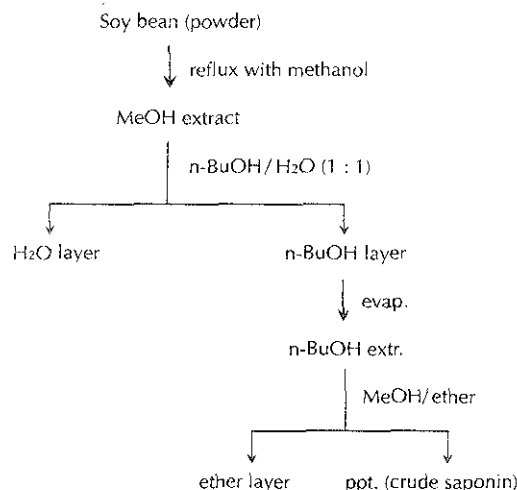 Soy bean (powder)
reflux with methanol
MeOH extract
n-BuOH/H₂O (1 : 1)
H₂O layer
n-BuOH layer
evap.
n-BuOH extr.
MeOH/ether
ether layer
ppt. (crude saponin)